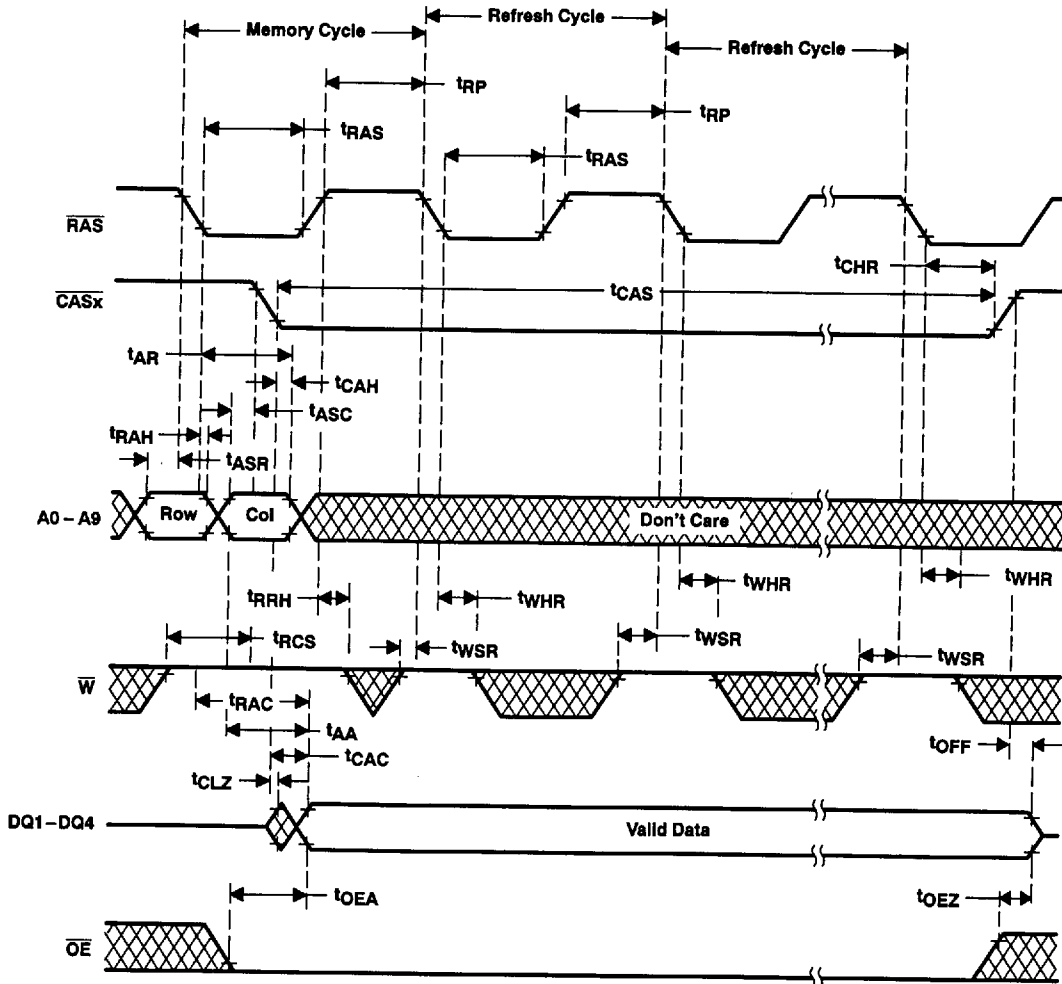 Refresh Cycle
Memory Cycle
Refresh Cycle
tRP
tRP
tRAS
tRAS
RAS
tCHR
CASx
tCAS
tAR
tCAH
tASC
tRAH
tASR
A0 – A9
Row
Col
Don't Care
tRRH
tWHR
tWHR
tWHR
tRCS
tWSR
tWSR
tWSR
W
tRAC
tAA
tOFF
tCAC
tCLZ
DQ1–DQ4
Valid Data
tOEA
tOEZ
OE